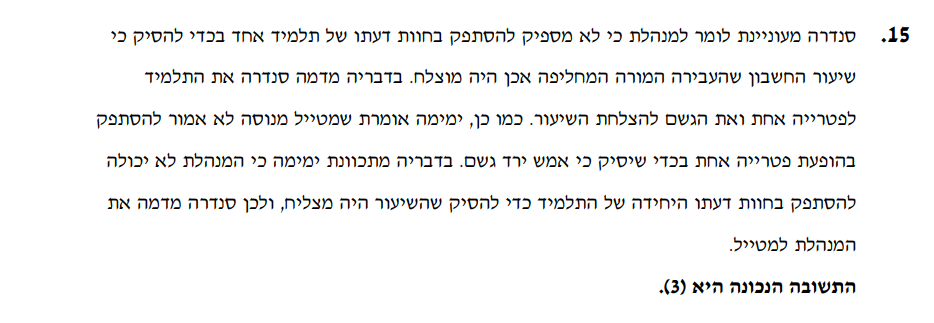 15. סנדרה מעוניינת לומר למנהלת כי לא מספיק להסתפק בחוות דעתו של תלמיד אחד בכדי להסיק כי
שיעור החשבון שהעבירה המורה המחליפה אכן היה מוצלח. בדבריה מדמה סנדרה את התלמיד
לפטרייה אחת ואת הגשם להצלחת השיעור. כמו כן, ימימה אומרת שמטייל מנוסה לא אמור להסתפק
בהופעת פטרייה אחת בכדי שיסיק כי אמש ירד גשם. בדבריה מתכוונת ימימה כי המנהלת לא יכולה
להסתפק בחוות דעתו היחידה של התלמיד כדי להסיק שהשיעור היה מצליח, ולכן סנדרה מדמה את
המנהלת למטייל.
התשובה הנכונה היא (3).